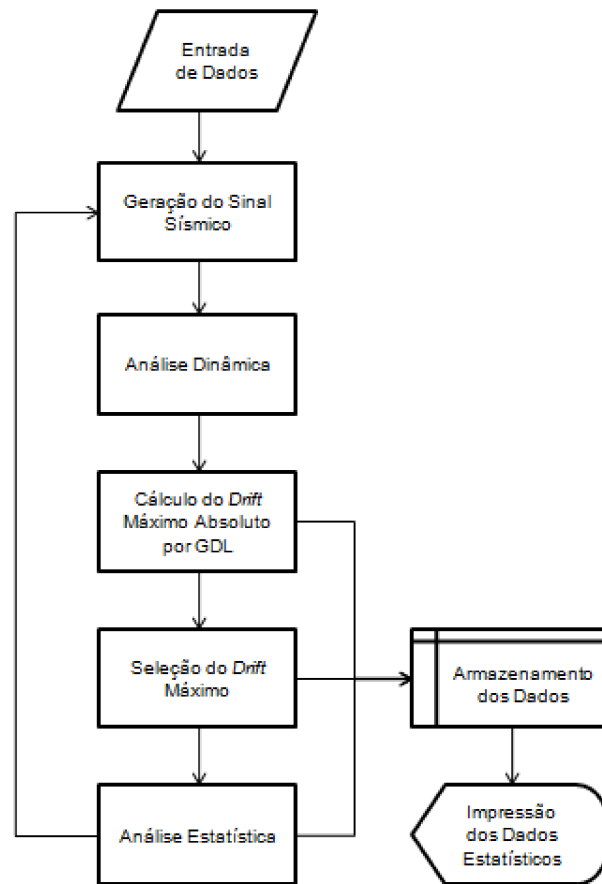 Entrada
de Dados
Geração do Sinal
Sísmico
Análise Dinâmica
Cálculo do Drift
Máximo Absoluto
por GDL
Seleção do Drift
Máximo
Armazenamento
dos Dados
Análise Estatística
Impressão
dos Dados
Estatísticos